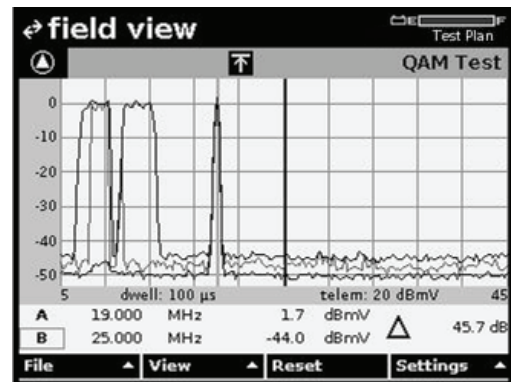 field view
E F
Test Plan
QAM Test
0
-10
-20
-30
-40
-50
5 dwell: 100 µs telem: 20 dBmV 45
A 19.000 MHz 1.7 dBmV
B 25.000 MHz -44.0 dBmV
Δ 45.7 dB
File View Reset Settings